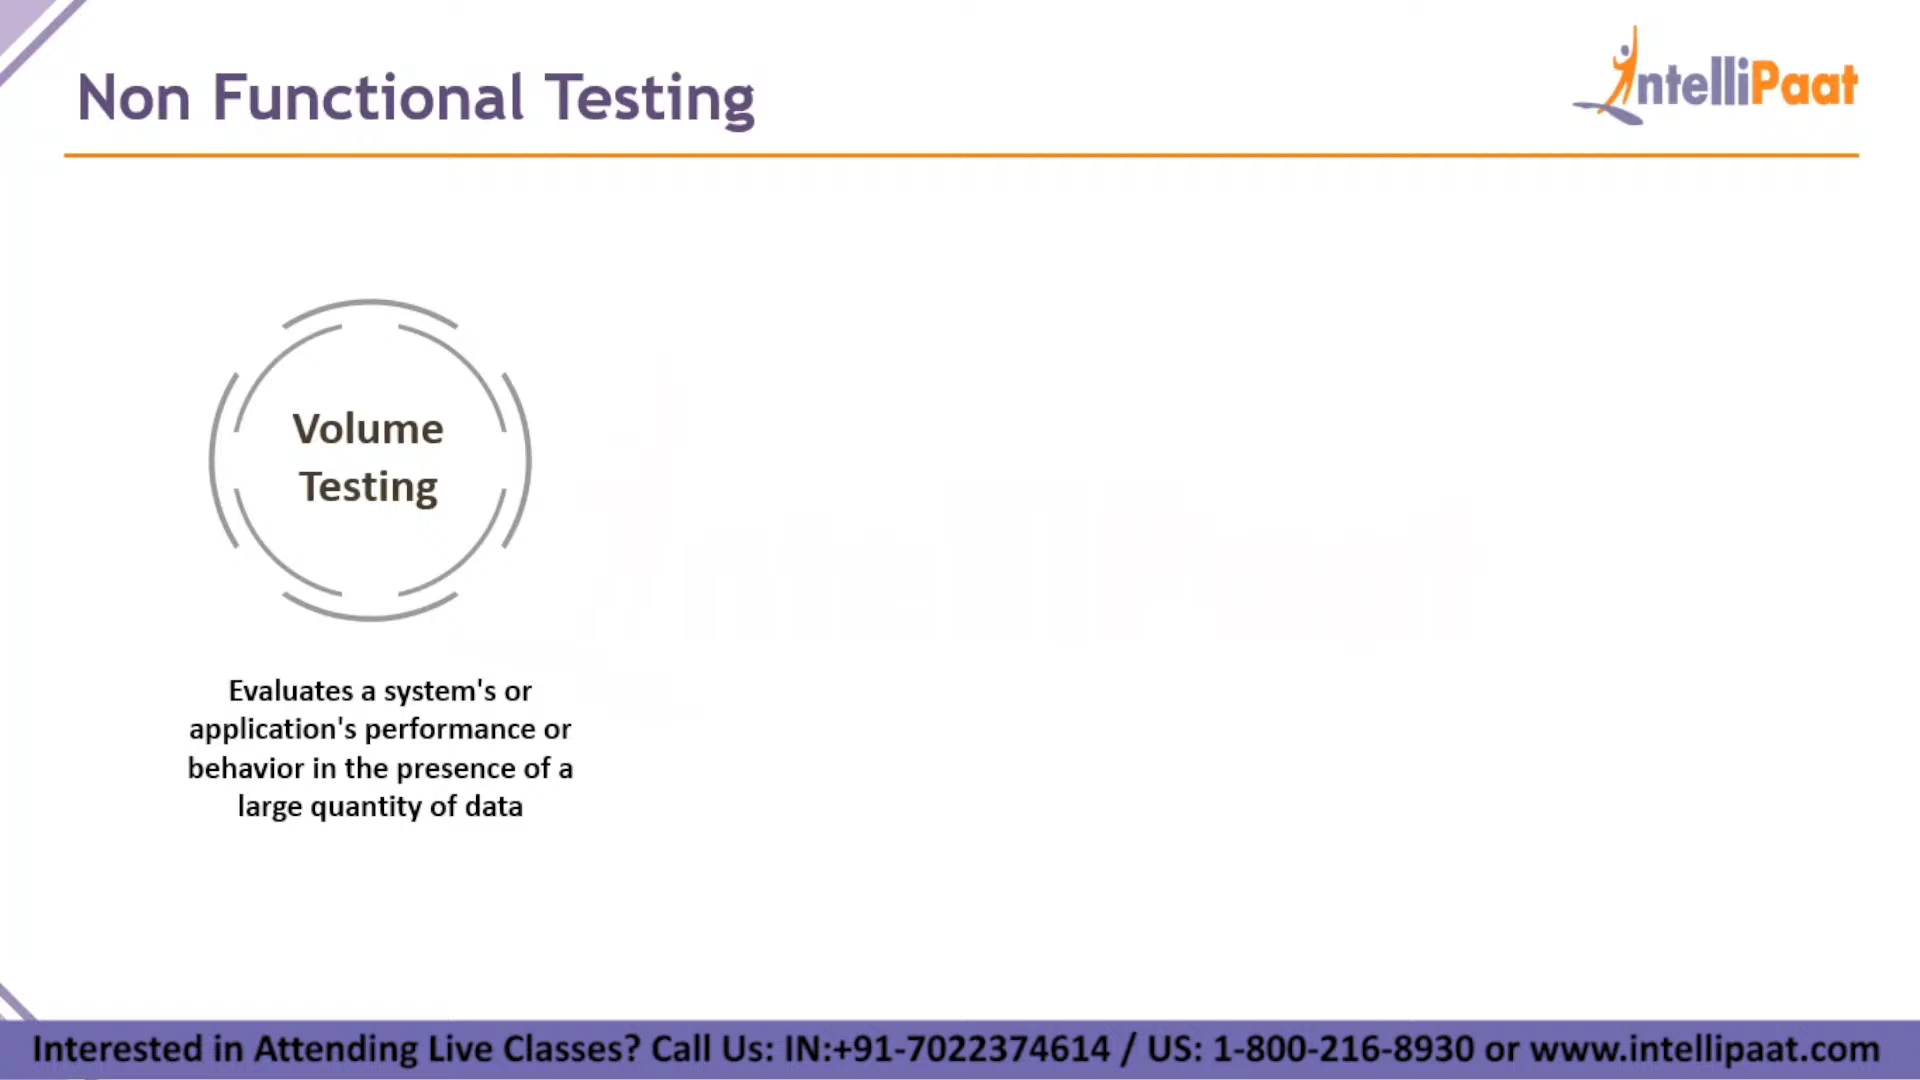 Non Functional Testing
IntelliPaat
Volume
Testing
Evaluates a system's or
application's performance or
behavior in the presence of a
large quantity of data
Interested in Attending Live Classes? Call Us: IN:+91-7022374614 / US: 1-800-216-8930 or www.intellipaat.com